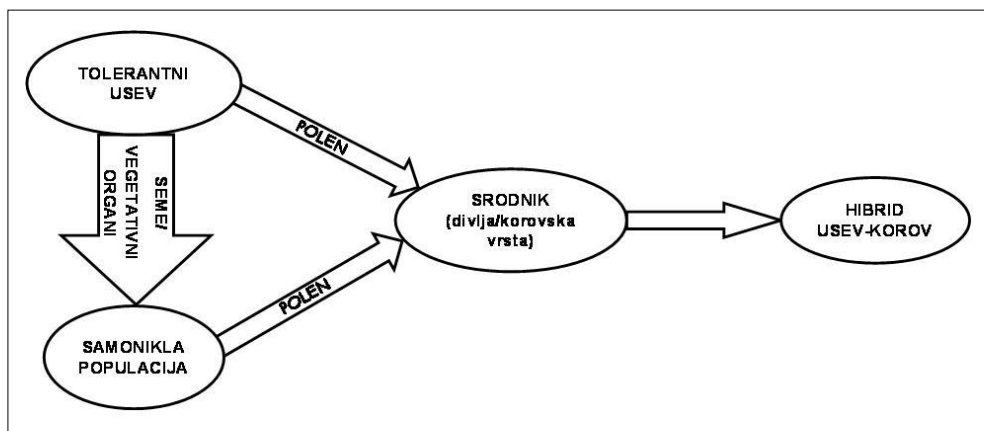 TOLERANTNI
USEV
POLEN
SEME/
VEGETATIVNI
ORGANI
SRODNIK
(divlja/korovska
vrsta)
HIBRID
USEV-KOROV
POLEN
SAMONIKLA
POPULACIJA